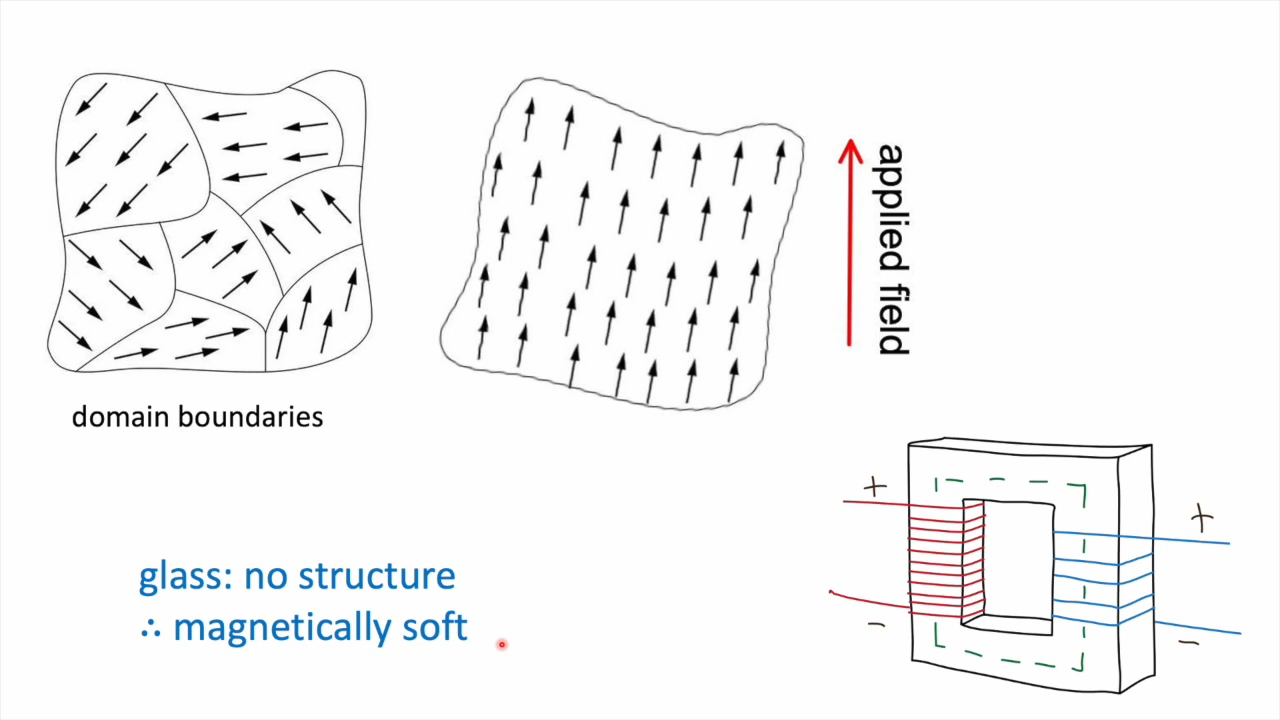 applied field
domain boundaries
+
+
glass: no structure
∴ magnetically soft
-
-